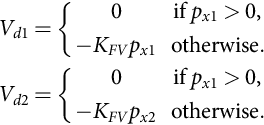 V_{d1} = { 0 if p_{x1} > 0,
−K_{FV} p_{x1} otherwise.
V_{d2} = { 0 if p_{x1} > 0,
−K_{FV} p_{x2} otherwise.